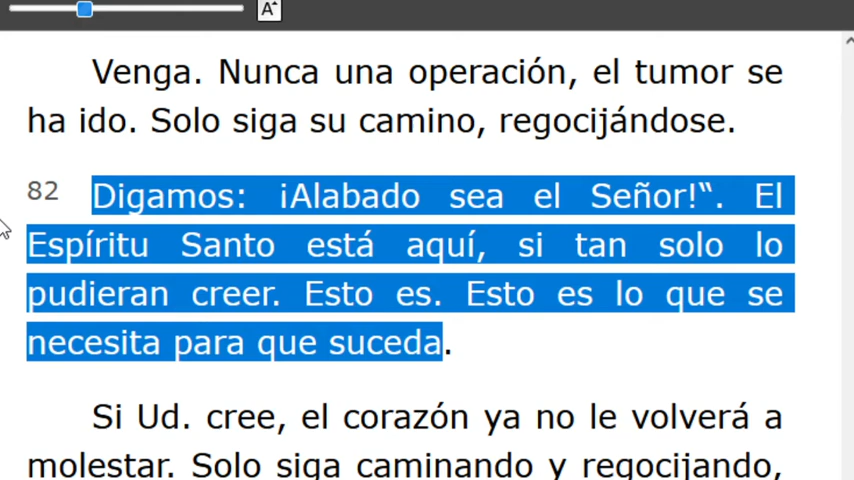 A
Venga. Nunca una operación, el tumor se
ha ido. Solo siga su camino, regocijándose.
82 Digamos: ¡Alabado sea el Señor!“. El
Espíritu Santo está aquí, si tan solo lo
pudieran creer. Esto es. Esto es lo que se
necesita para que suceda.
Si Ud. cree, el corazón ya no le volverá a
molestar. Solo siga caminando y regocijando,